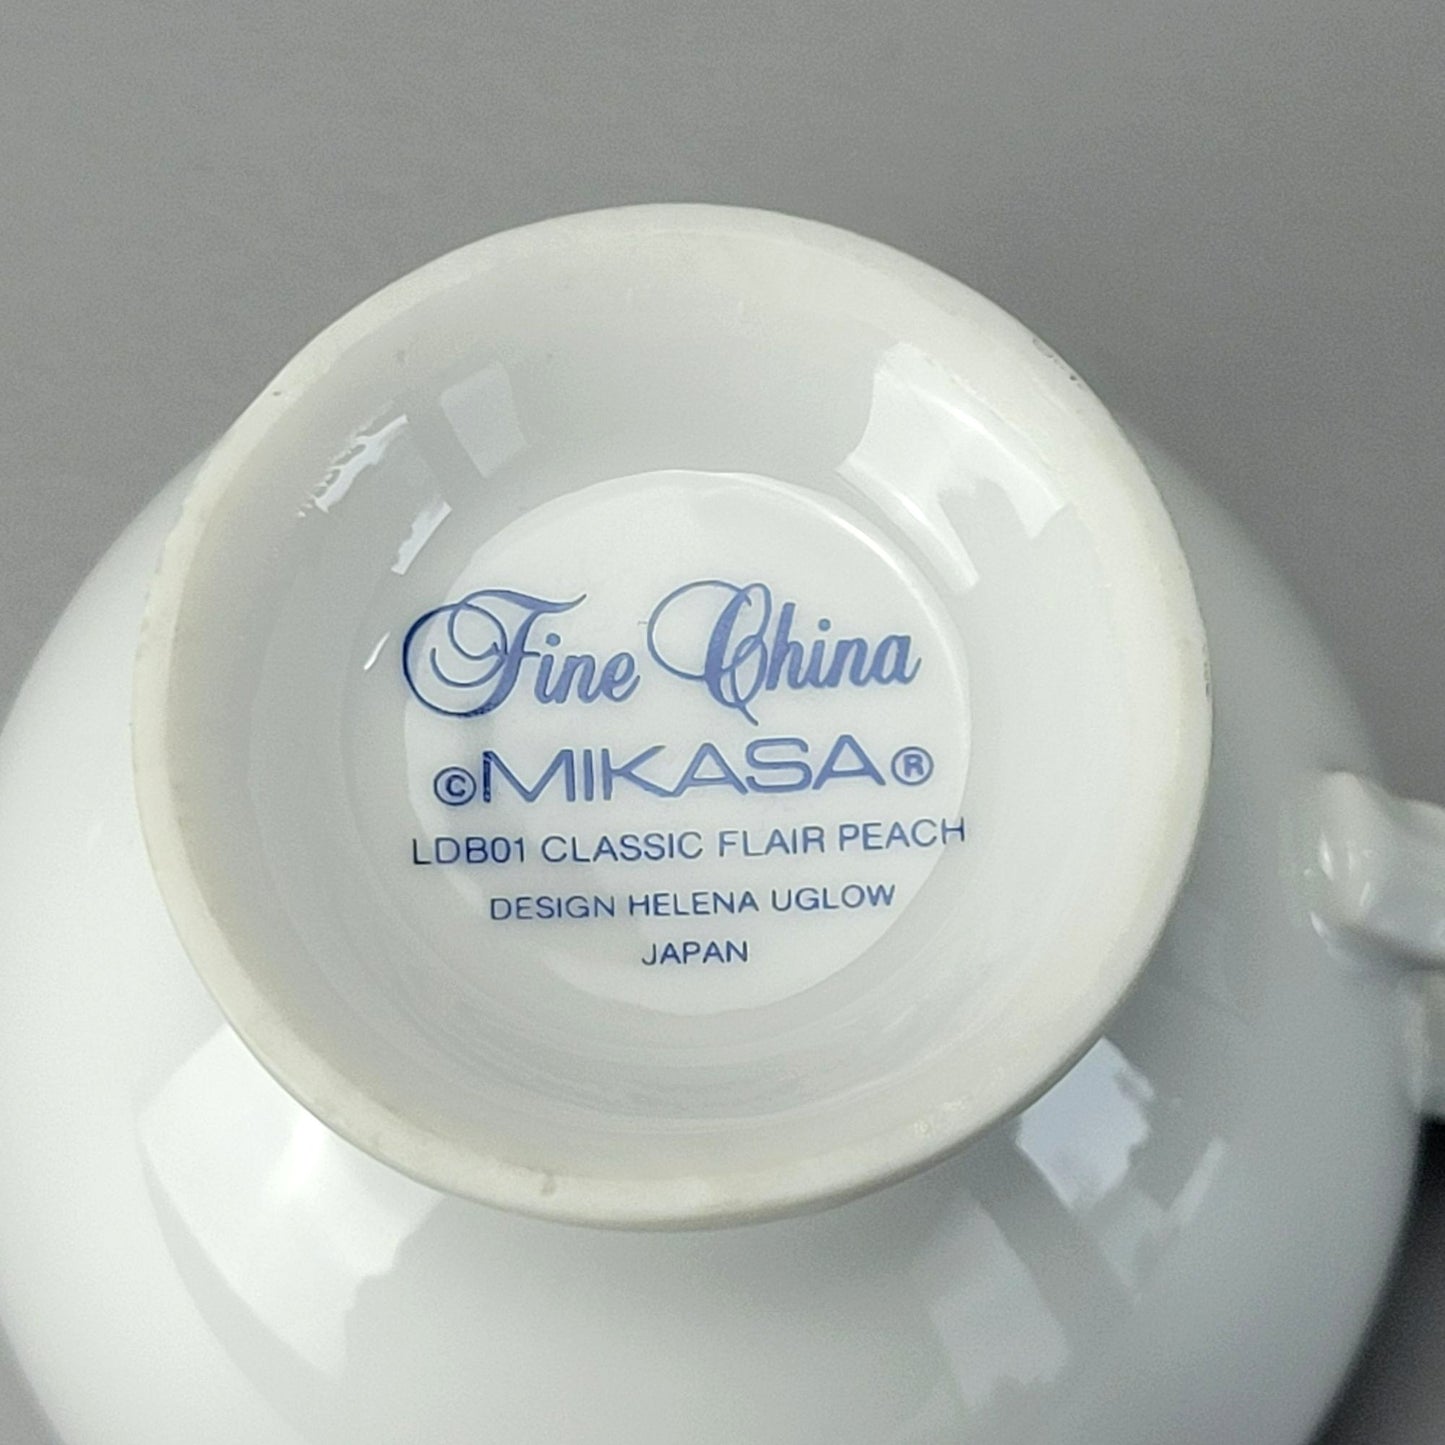 Fine China
©MIKASA®
LDB01 CLASSIC FLAIR PEACH
DESIGN HELENA UGLOW
JAPAN